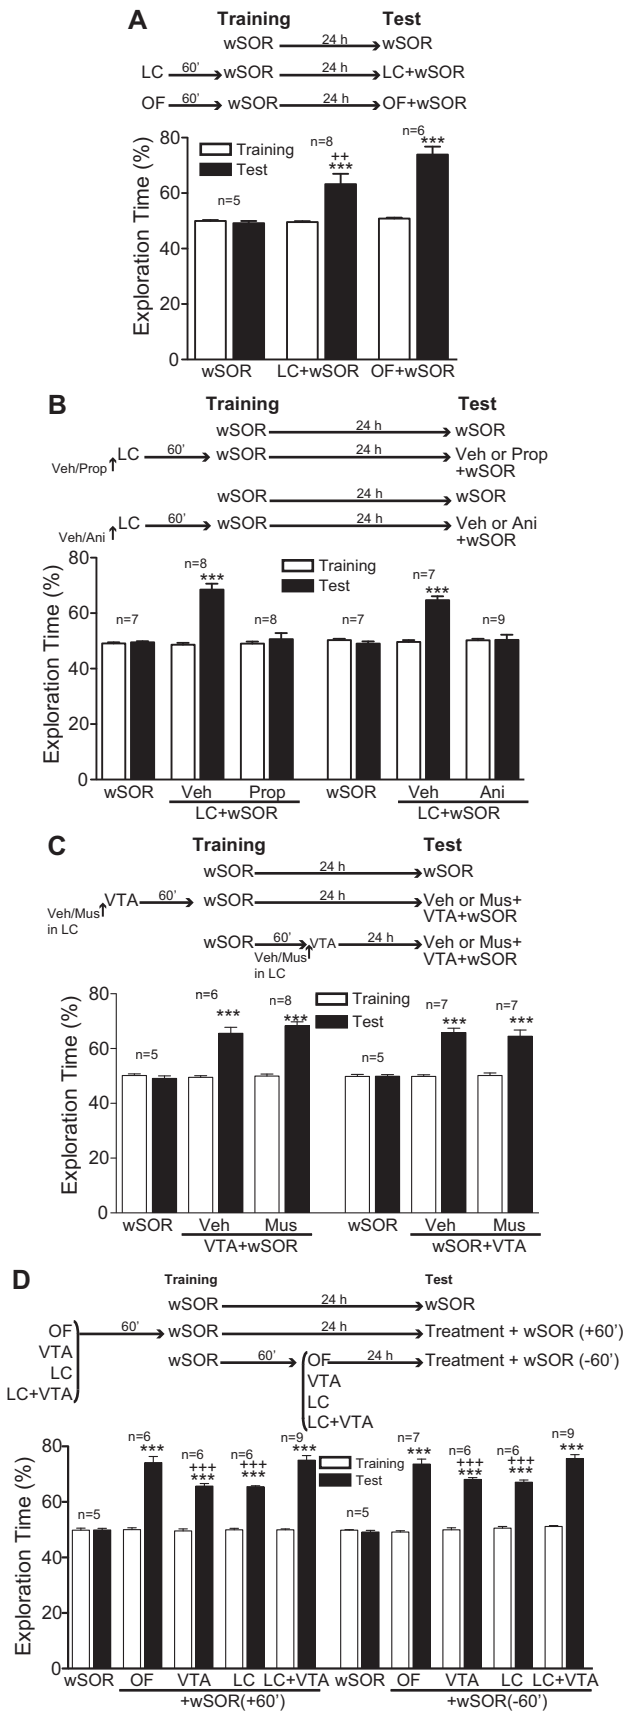 A
Training Test
wSOR 24 h wSOR
LC 60' wSOR 24 h LC+wSOR
OF 60' wSOR 24 h OF+wSOR
Exploration Time (%)
80
60
40
20
0
Training
Test
n=5
n=8
++
***
n=6
***
wSOR LC+wSOR OF+wSOR
B
Training Test
wSOR 24 h wSOR
Veh/Prop LC 60' wSOR 24 h Veh or Prop
+wSOR
wSOR 24 h wSOR
Veh/Ani LC 60' wSOR 24 h Veh or Ani
+wSOR
Exploration Time (%)
80
60
40
20
0
Training
Test
n=7
n=8
***
n=8
n=7
n=7
***
n=9
wSOR Veh Prop wSOR Veh Ani
LC+wSOR LC+wSOR
C
Training Test
wSOR 24 h wSOR
Veh/Mus
in LC
VTA 60' wSOR 24 h Veh or Mus+
VTA+wSOR
wSOR 60' VTA 24 h Veh or Mus+
VTA+wSOR
Veh/Mus
in LC
Exploration Time (%)
80
60
40
20
0
Training
Test
n=5
n=6
***
n=8
***
n=5
n=7
***
n=7
***
wSOR Veh Mus wSOR Veh Mus
VTA+wSOR wSOR+VTA
D
Training Test
wSOR 24 h wSOR
OF 60' wSOR 24 h Treatment + wSOR (+60')
VTA
LC
LC+VTA
wSOR 60' OF 24 h Treatment + wSOR (-60')
VTA
LC
LC+VTA
Exploration Time (%)
80
60
40
20
0
Training
Test
n=5
n=6
***
n=6
+++
***
n=6
+++
***
n=9
***
n=5
n=7
***
n=6
+++
***
n=6
+++
***
n=9
***
wSOR OF VTA LC LC+VTA wSOR OF VTA LC LC+VTA
+wSOR(+60') +wSOR(-60')